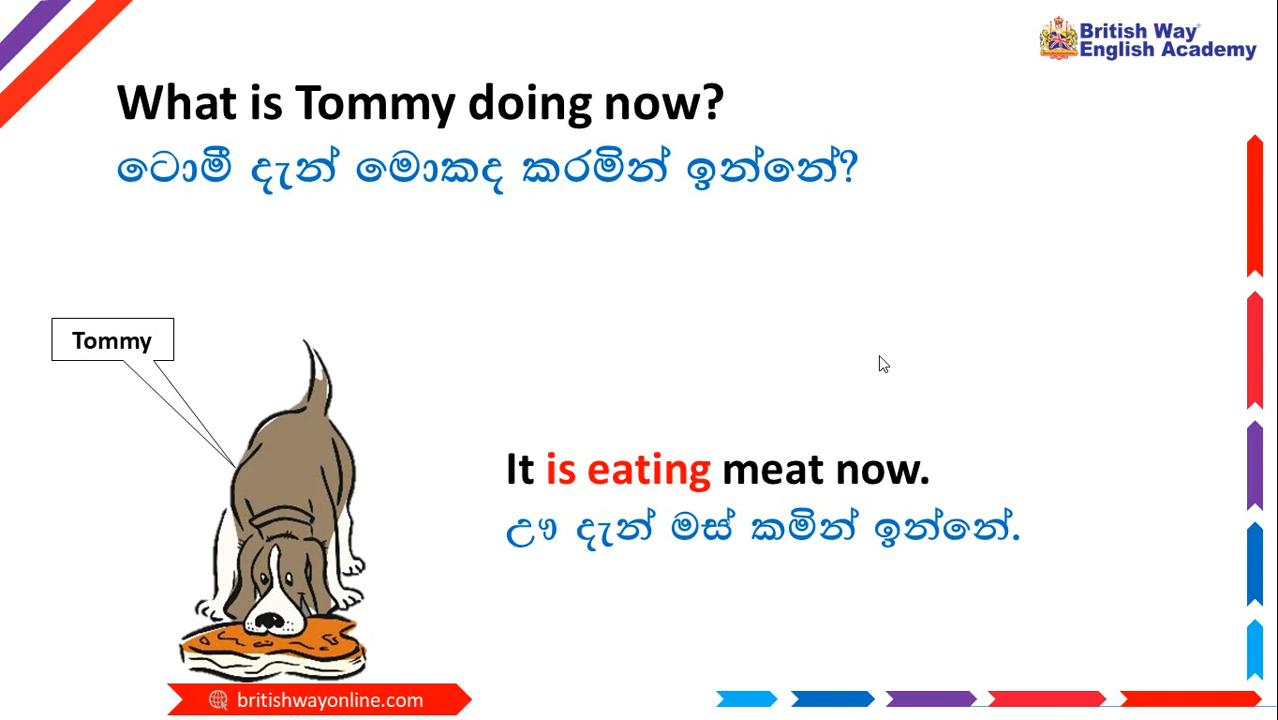 British Way
English Academy
What is Tommy doing now?
ටොමී දැන් මොකද කරමින් ඉන්නේ?
Tommy
It is eating meat now.
ඌ දැන් මස් කමින් ඉන්නේ.
britishwayonline.com